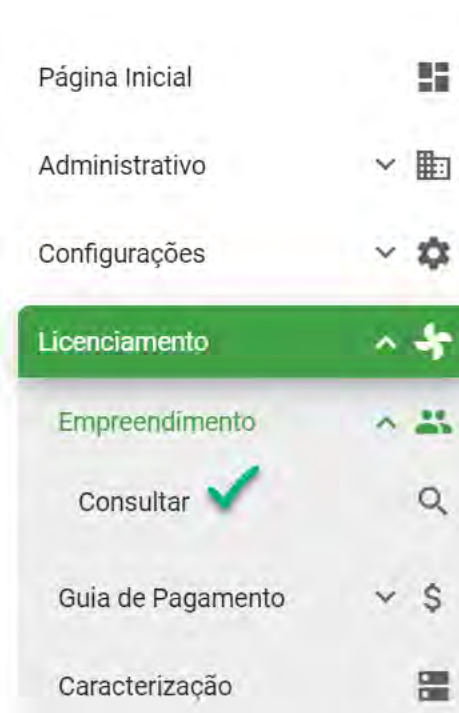 Página Inicial
Administrativo
Configurações
Licenciamento
Empreendimento
Consultar
Guia de Pagamento
Caracterização